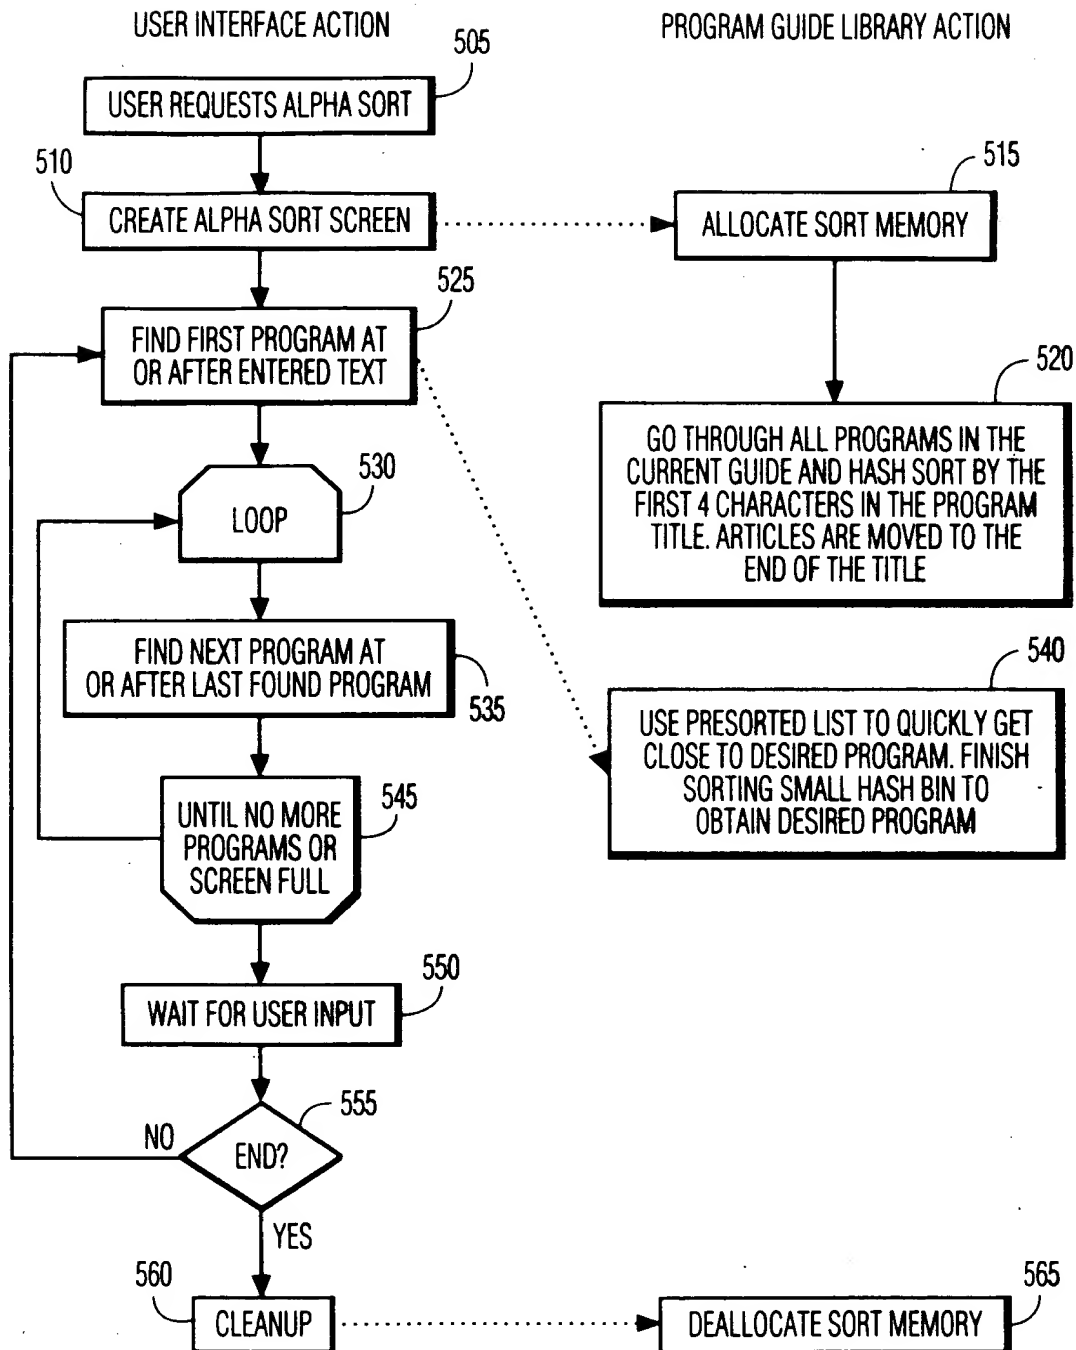 USER INTERFACE ACTION
PROGRAM GUIDE LIBRARY ACTION
505
USER REQUESTS ALPHA SORT
510
CREATE ALPHA SORT SCREEN
515
ALLOCATE SORT MEMORY
525
FIND FIRST PROGRAM AT
OR AFTER ENTERED TEXT
520
GO THROUGH ALL PROGRAMS IN THE
CURRENT GUIDE AND HASH SORT BY THE
FIRST 4 CHARACTERS IN THE PROGRAM
TITLE. ARTICLES ARE MOVED TO THE
END OF THE TITLE
530
LOOP
FIND NEXT PROGRAM AT
OR AFTER LAST FOUND PROGRAM
535
540
USE PRESORTED LIST TO QUICKLY GET
CLOSE TO DESIRED PROGRAM. FINISH
SORTING SMALL HASH BIN TO
OBTAIN DESIRED PROGRAM
545
UNTIL NO MORE
PROGRAMS OR
SCREEN FULL
550
WAIT FOR USER INPUT
555
END?
NO
YES
560
CLEANUP
565
DEALLOCATE SORT MEMORY